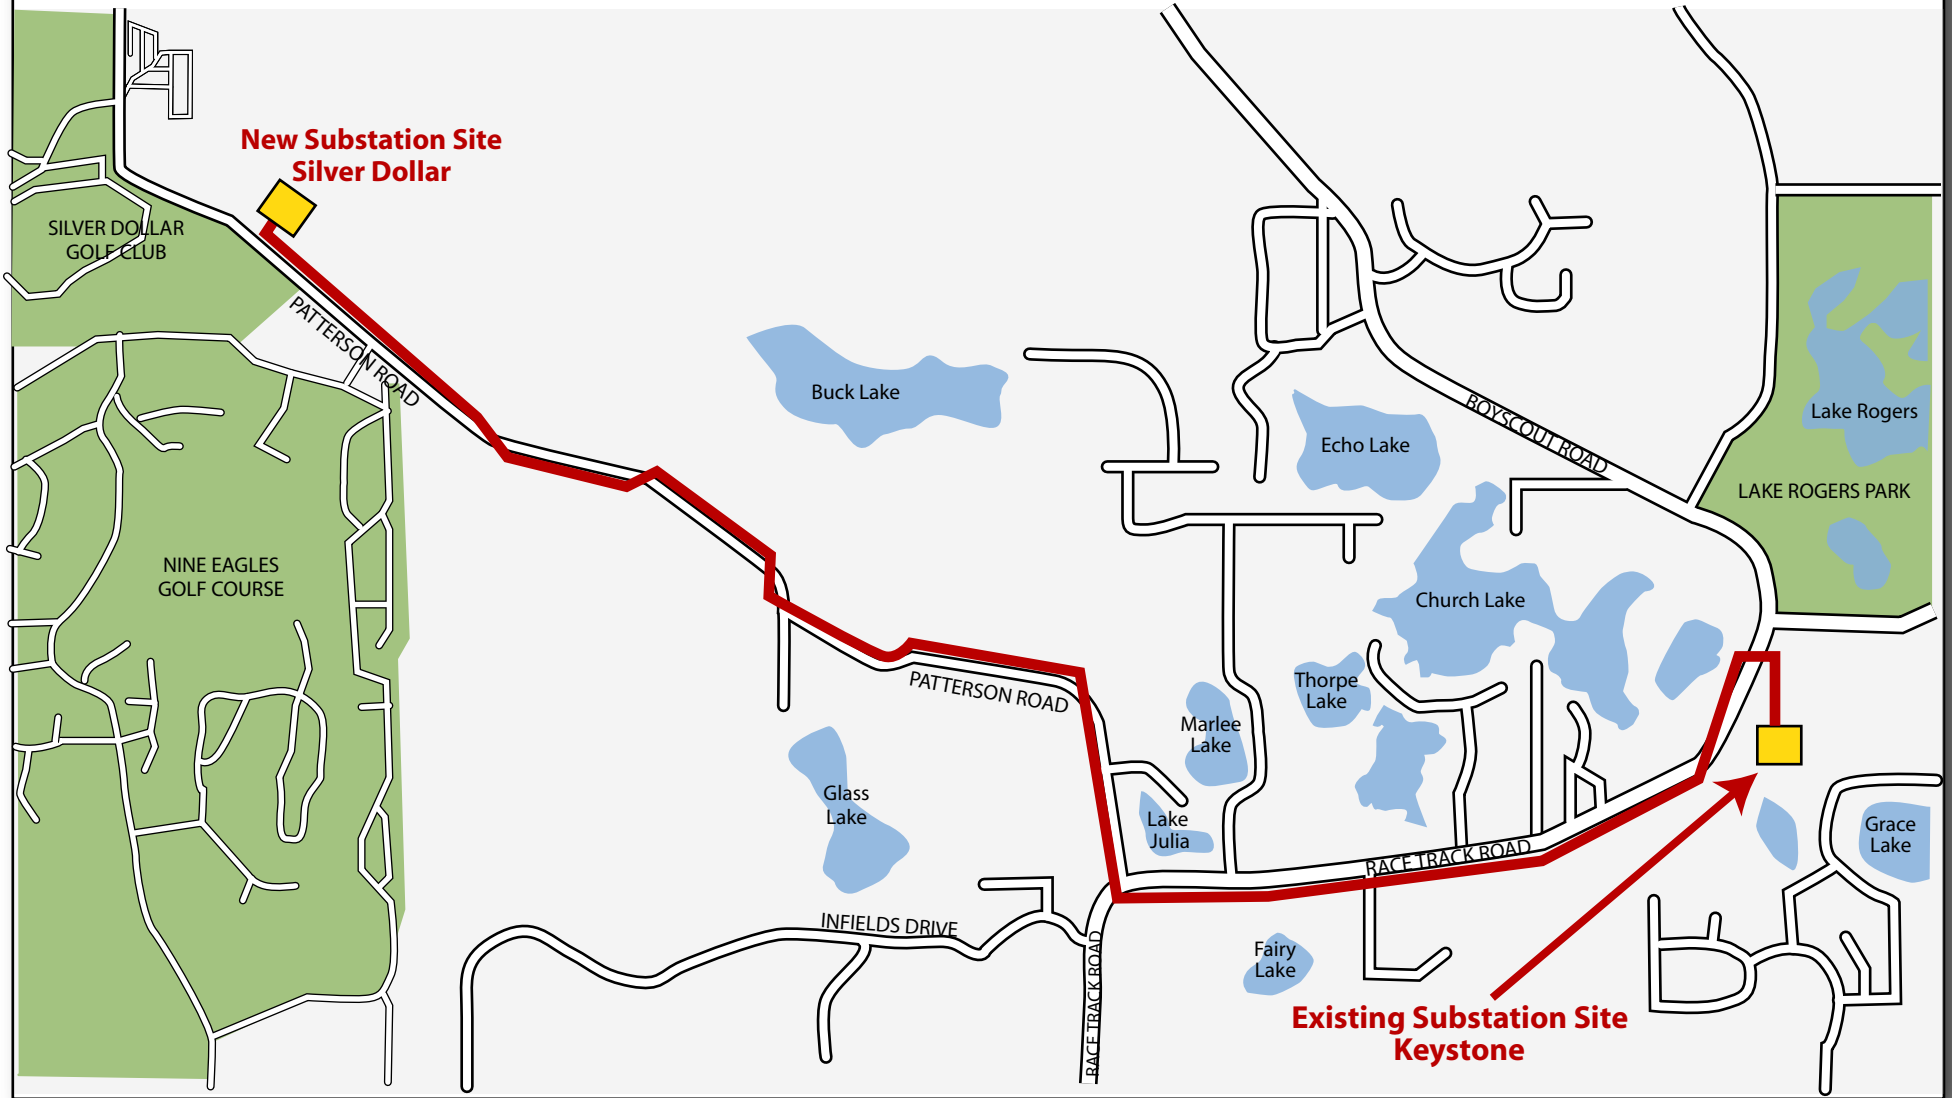 New Substation Site
Silver Dollar
SILVER DOLLAR
GOLF CLUB
PATTERSON ROAD
Buck Lake
BOYSCOUT ROAD
Echo Lake
Lake Rogers
LAKE ROGERS PARK
NINE EAGLES
GOLF COURSE
Church Lake
PATTERSON ROAD
Thorpe
Lake
Marlee
Lake
Glass
Lake
Lake
Julia
Grace
Lake
RACE TRACK ROAD
INFIELDS DRIVE
RACE TRACK ROAD
Fairy
Lake
Existing Substation Site
Keystone